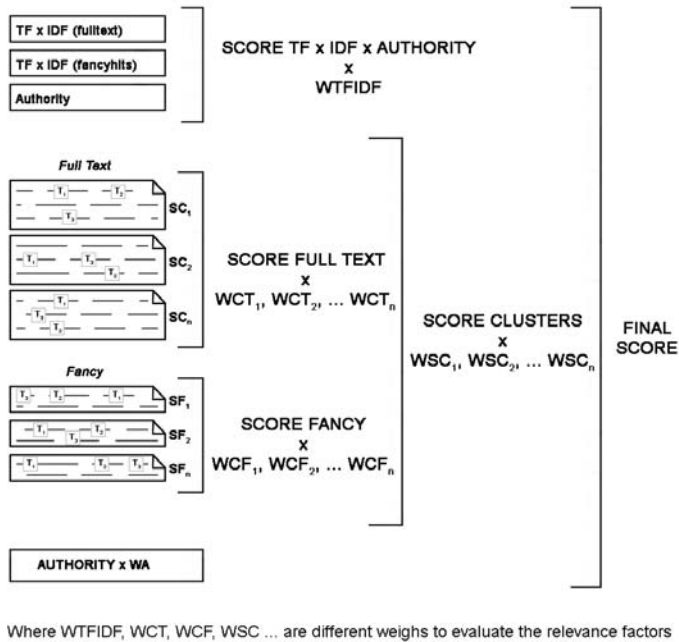 TF x IDF (fulltext)
TF x IDF (fancyhits)
Authority
SCORE TF x IDF x AUTHORITY
x
WTFIDF
Full Text
T₁ T₂
T₃
SC₁
T₁ T₃
T₂
SC₂
T₁
T₃
T₂
SCₙ
SCORE FULL TEXT
x
WCT₁, WCT₂, ... WCTₙ
Fancy
T₂ T₁
SF₁
T₁ T₂
T₃
SF₂
T₁
SFₙ
SCORE FANCY
x
WCF₁, WCF₂, ... WCFₙ
SCORE CLUSTERS
x
WSC₁, WSC₂, ... WSCₙ
FINAL
SCORE
AUTHORITY x WA
Where WTFIDF, WCT, WCF, WSC ... are different weighs to evaluate the relevance factors